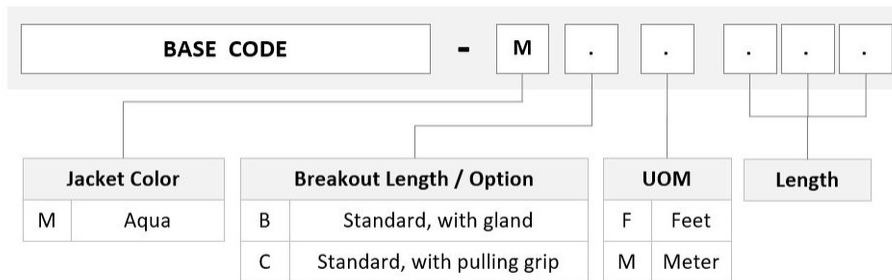 BASE CODE - M . . . . .
Jacket Color Breakout Length / Option UOM Length
M Aqua B Standard, with gland F Feet
C Standard, with pulling grip M Meter